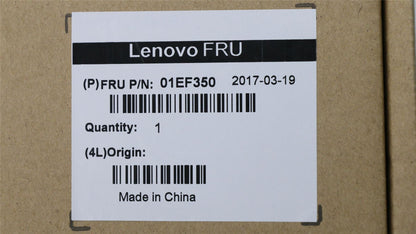 Lenovo FRU
(P)FRU P/N: 01EF350 2017-03-19
Quantity: 1
(4L)Origin:
Made in China